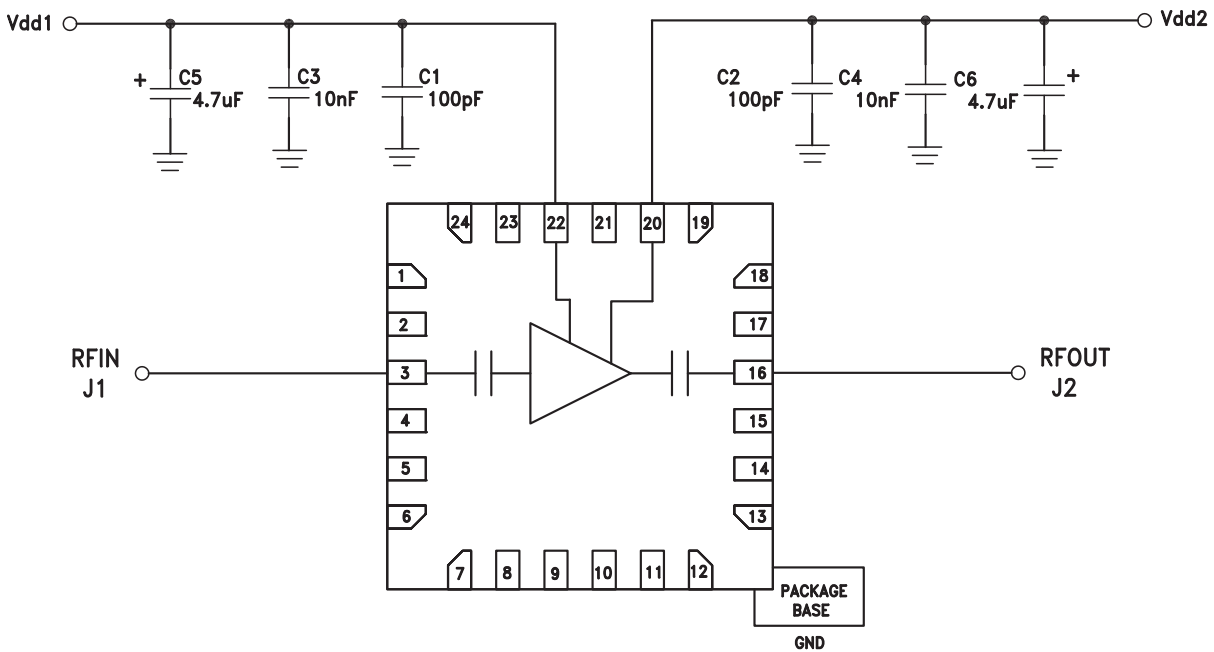 Vdd1
Vdd2
+ C5 4.7uF
C3 10nF
C1 100pF
C2 100pF
C4 10nF
C6 4.7uF +
24 23 22 21 20 19
1 18
2 17
RFIN J1
3 16
RFOUT J2
4 15
5 14
6 13
7 8 9 10 11 12
PACKAGE
BASE
GND